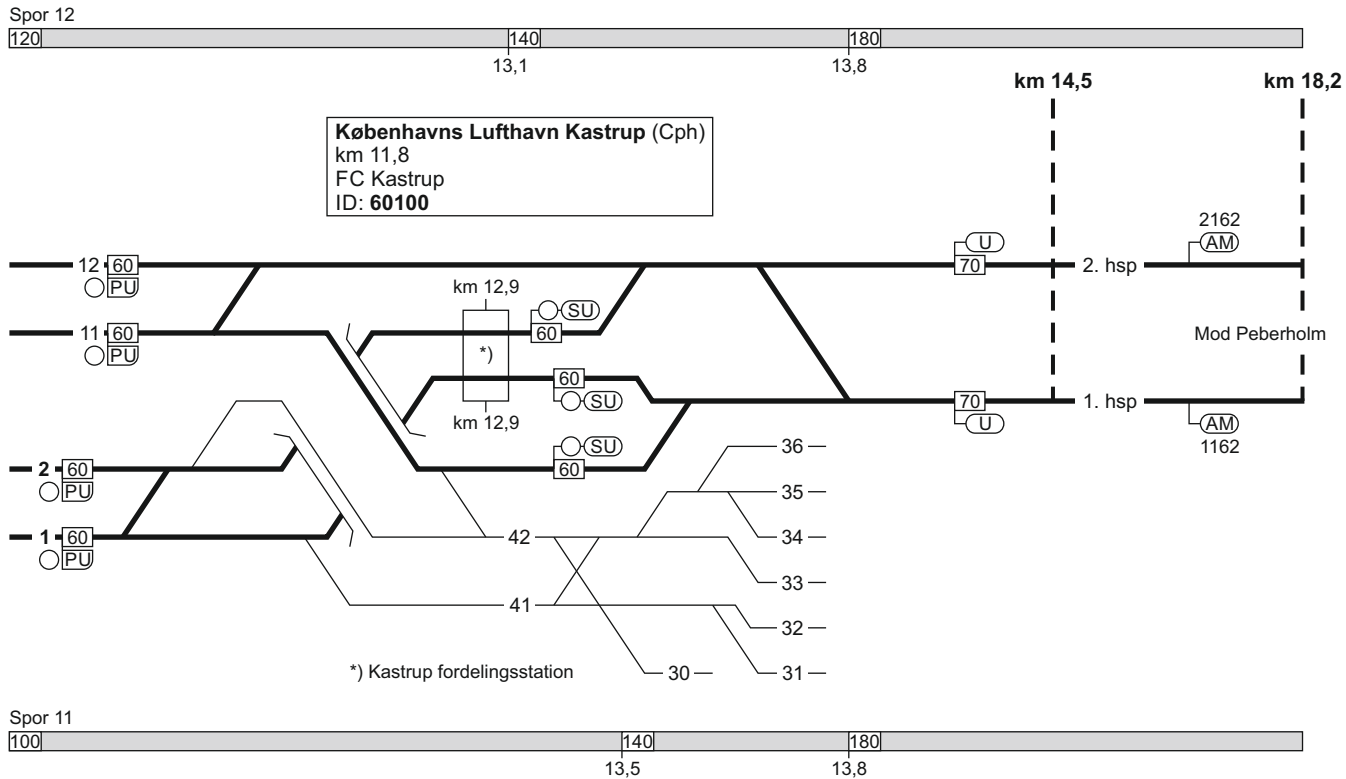 Spor 12
120 140 180
13,1 13,8
km 14,5 km 18,2
Københavns Lufthavn Kastrup (Cph)
km 11,8
FC Kastrup
ID: 60100
2162
U AM
12 60 70 2. hsp
PU
km 12,9
SU
11 60 60
PU
Mod Peberholm
*)
60
SU
70 1. hsp
U AM
1162
km 12,9
SU
36
2 60 60
PU
35
1 60 42 34
PU
33
41
32
*) Kastrup fordelingsstation 30 31
Spor 11
100 140 180
13,5 13,8